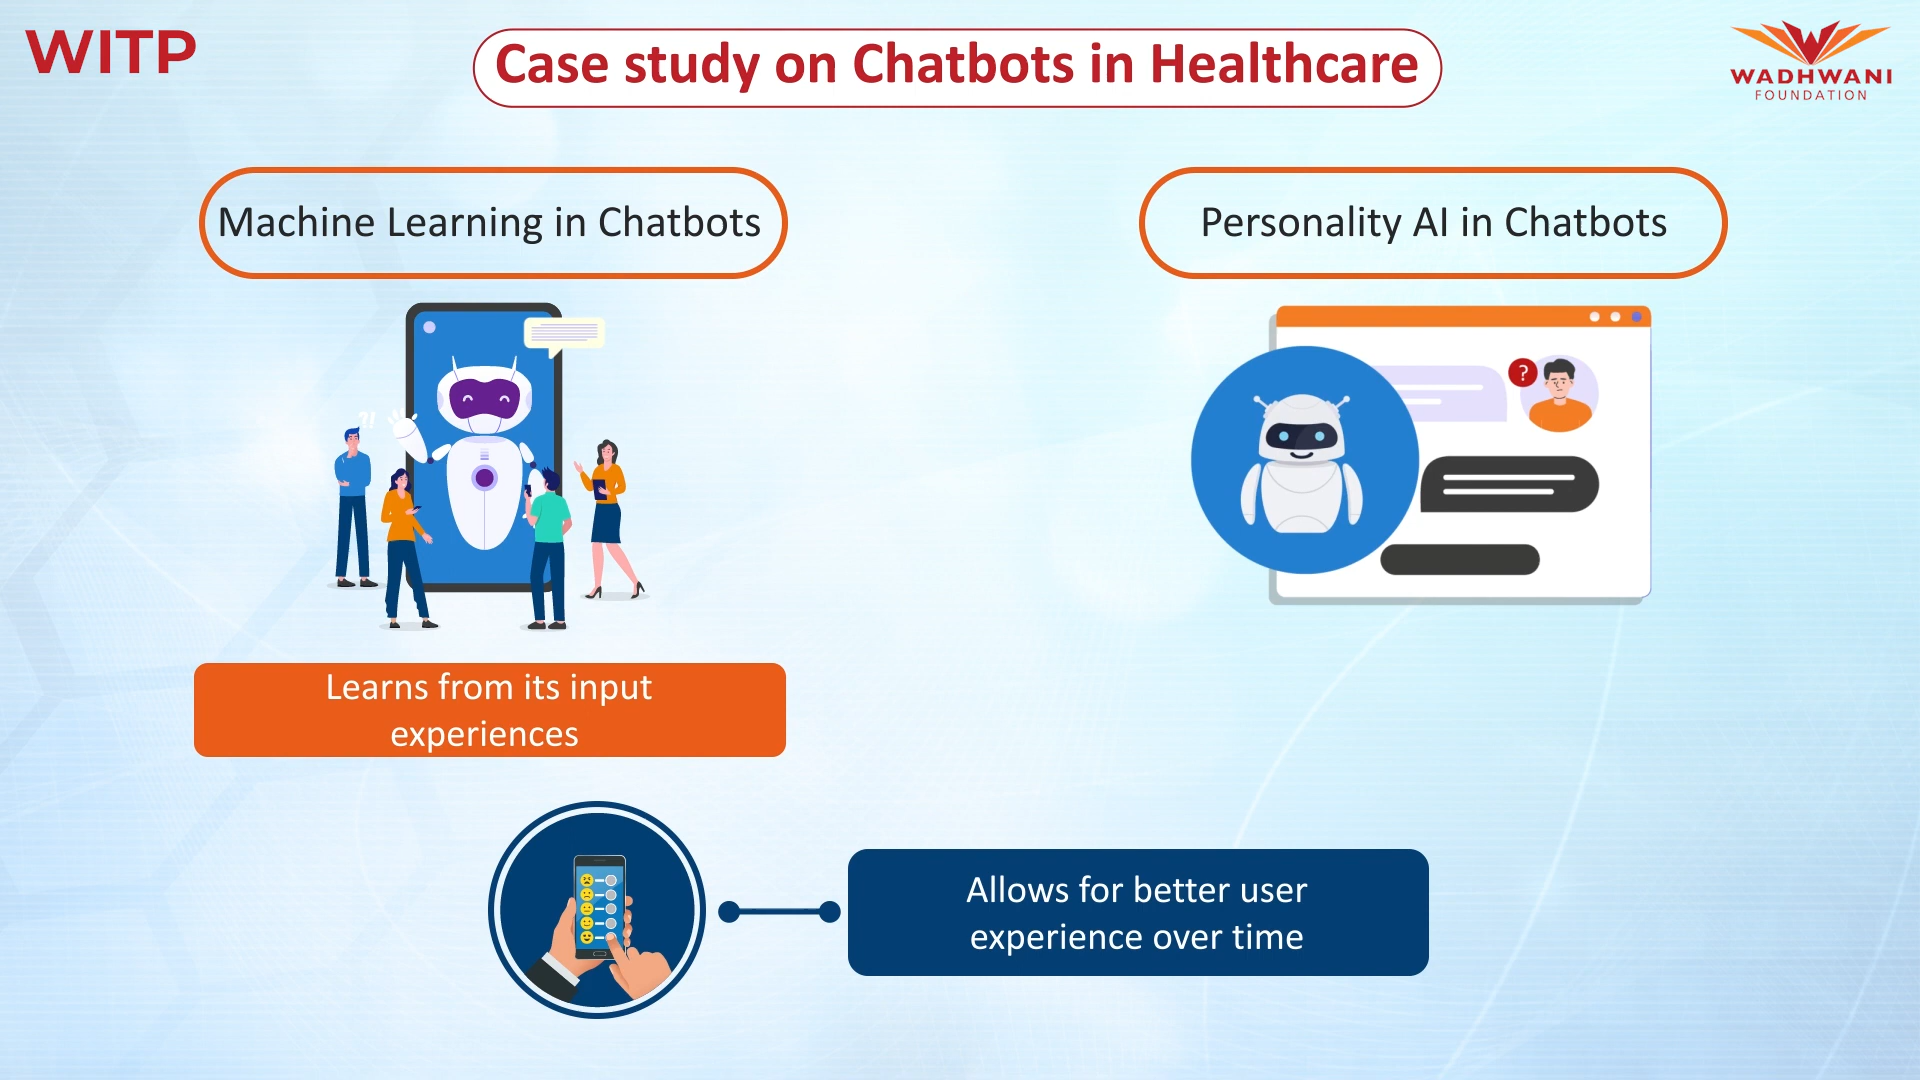 WITP
Case study on Chatbots in Healthcare
WADHWANI
FOUNDATION
Machine Learning in Chatbots
Personality AI in Chatbots
?!
?
Learns from its input
experiences
Allows for better user
experience over time